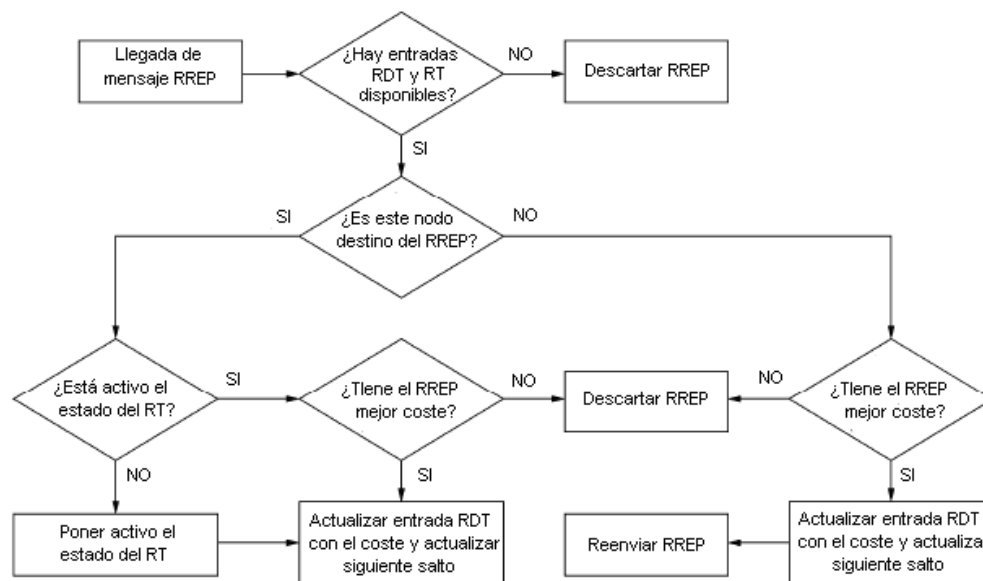 Llegada de
mensaje RREP
¿Hay entradas
RDT y RT
disponibles?
NO
Descartar RREP
SI
¿Es este nodo
destino del RREP?
SI
NO
¿Está activo el
estado del RT?
SI
¿TIene el RREP
mejor coste?
NO
Descartar RREP
NO
¿TIene el RREP
mejor coste?
NO
SI
SI
Poner activo el
estado del RT
Actualizar entrada RDT
con el coste y actualizar
siguiente salto
Reenviar RREP
Actualizar entrada RDT
con el coste y actualiza
siguiente salto